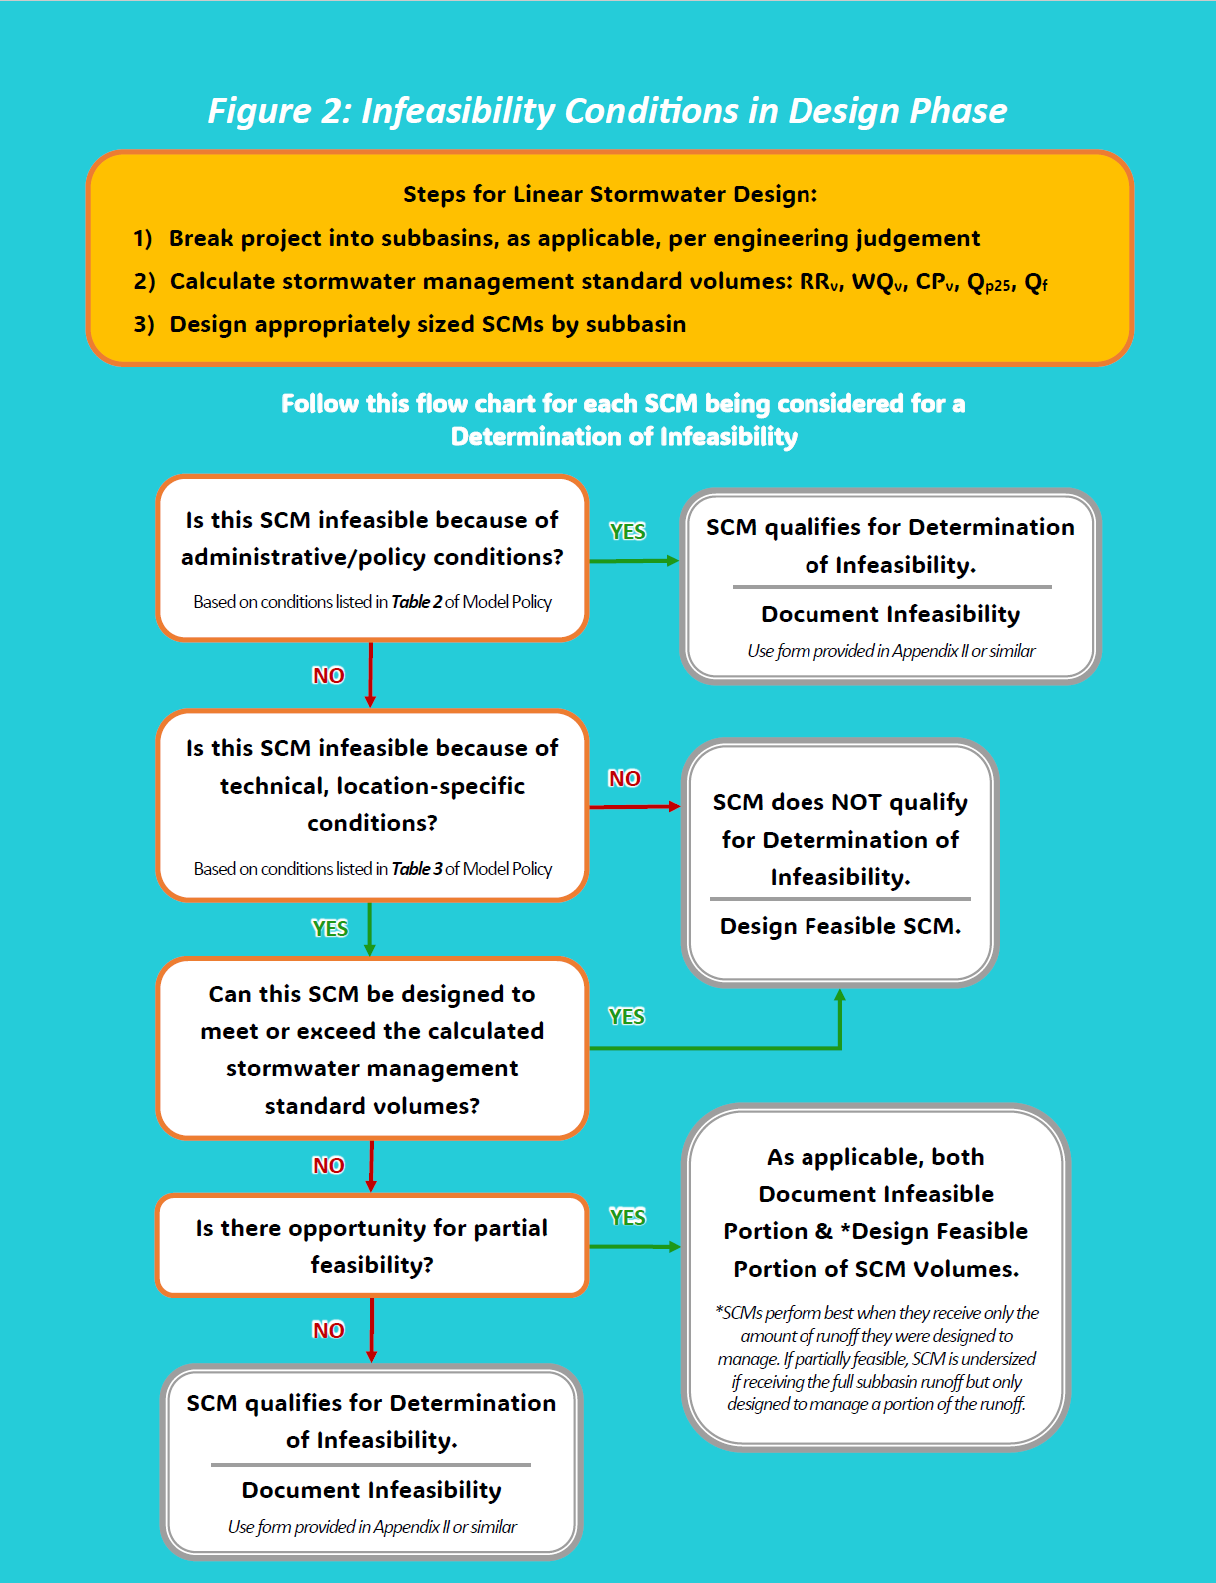 Figure 2: Infeasibility Conditions in Design Phase
Steps for Linear Stormwater Design:
1) Break project into subbasins, as applicable, per engineering judgement
2) Calculate stormwater management standard volumes: RRv, WQv, CPv, Qp25, Qf
3) Design appropriately sized SCMs by subbasin
Follow this flow chart for each SCM being considered for a
Determination of Infeasibility
Is this SCM infeasible because of
administrative/policy conditions?
Based on conditions listed in Table 2 of Model Policy
YES
SCM qualifies for Determination
of Infeasibility.
Document Infeasibility
Use form provided in Appendix II or similar
NO
Is this SCM infeasible because of
technical, location-specific
conditions?
Based on conditions listed in Table 3 of Model Policy
NO
SCM does NOT qualify
for Determination of
Infeasibility.
Design Feasible SCM.
YES
Can this SCM be designed to
meet or exceed the calculated
stormwater management
standard volumes?
YES
NO
Is there opportunity for partial
feasibility?
YES
As applicable, both
Document Infeasible
Portion & *Design Feasible
Portion of SCM Volumes.
*SCMs perform best when they receive only the
amount of runoff they were designed to
manage. If partially feasible, SCM is undersized
if receiving the full subbasin runoff but only
designed to manage a portion of the runoff.
NO
SCM qualifies for Determination
of Infeasibility.
Document Infeasibility
Use form provided in Appendix II or similar